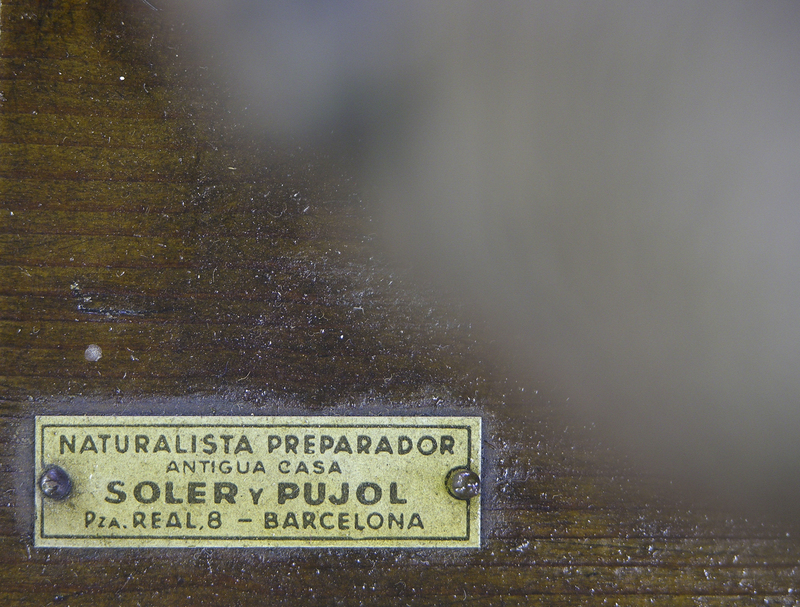 NATURALISTA PREPARADOR
ANTIGUA CASA
SOLER Y PUJOL
PZA. REAL, 8 – BARCELONA